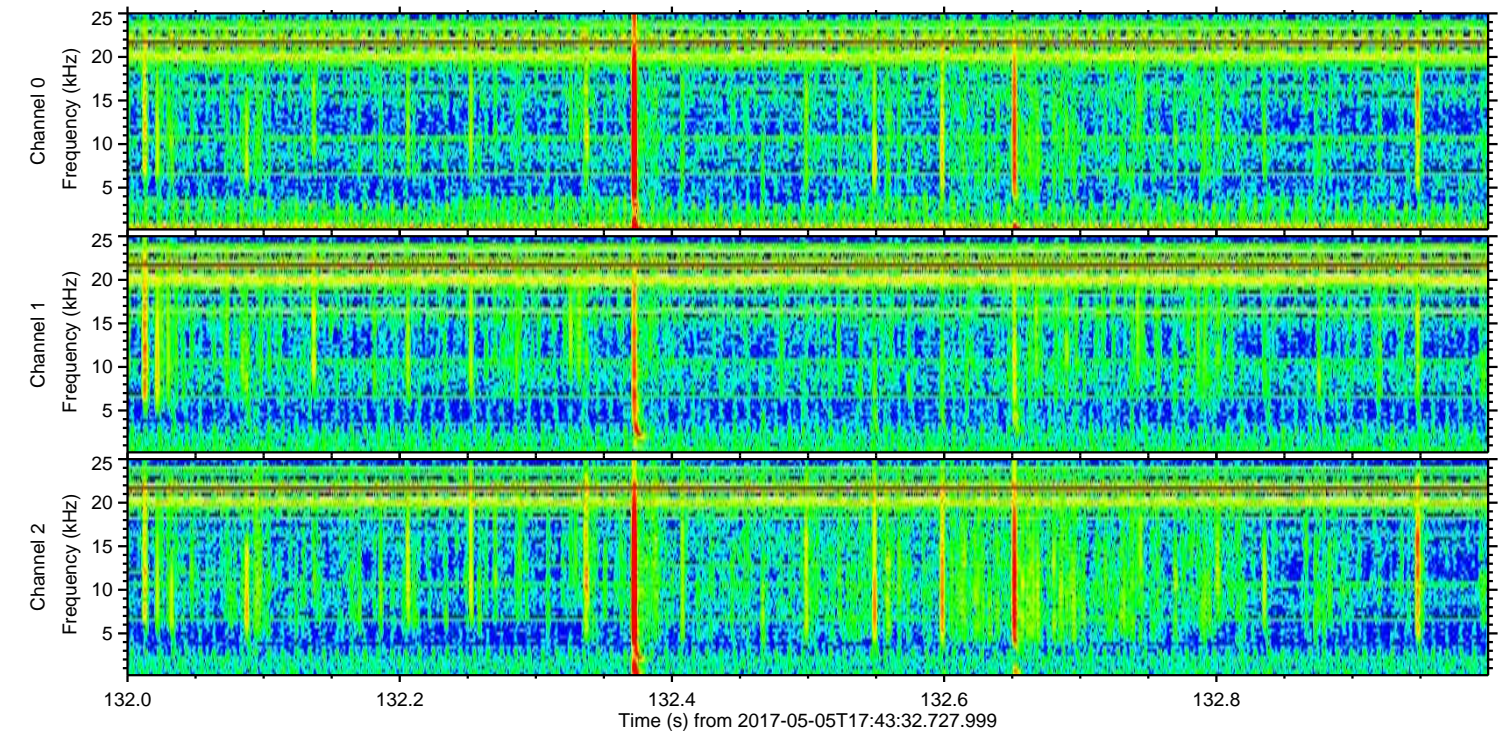 Channel 0
Frequency (kHz)
25
20
15
10
5
Channel 1
Frequency (kHz)
25
20
15
10
5
Channel 2
Frequency (kHz)
25
20
15
10
5
132.0 132.2 132.4 132.6 132.8
Time (s) from 2017-05-05T17:43:32.727.999